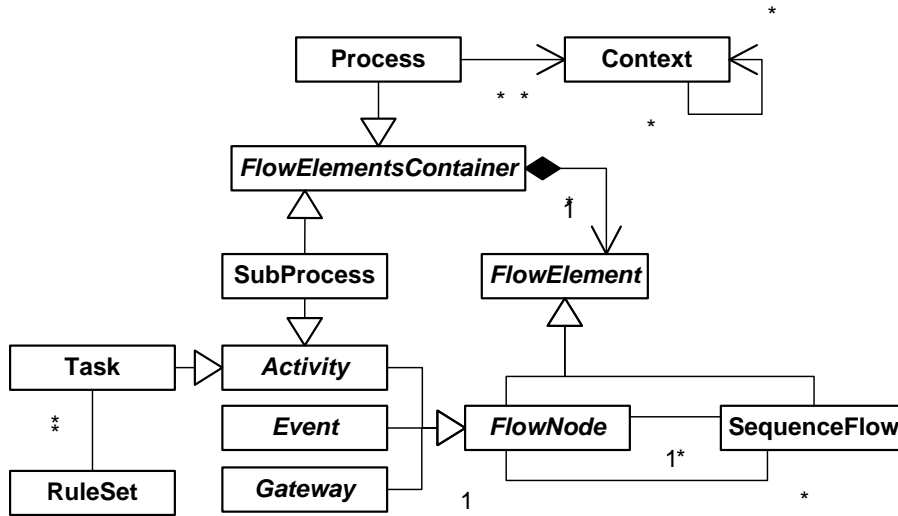 *
Process
Context
* *
*
FlowElementsContainer
*
1
SubProcess
FlowElement
Task
Activity
*
*
Event
FlowNode
SequenceFlow
1*
RuleSet
Gateway
1
*